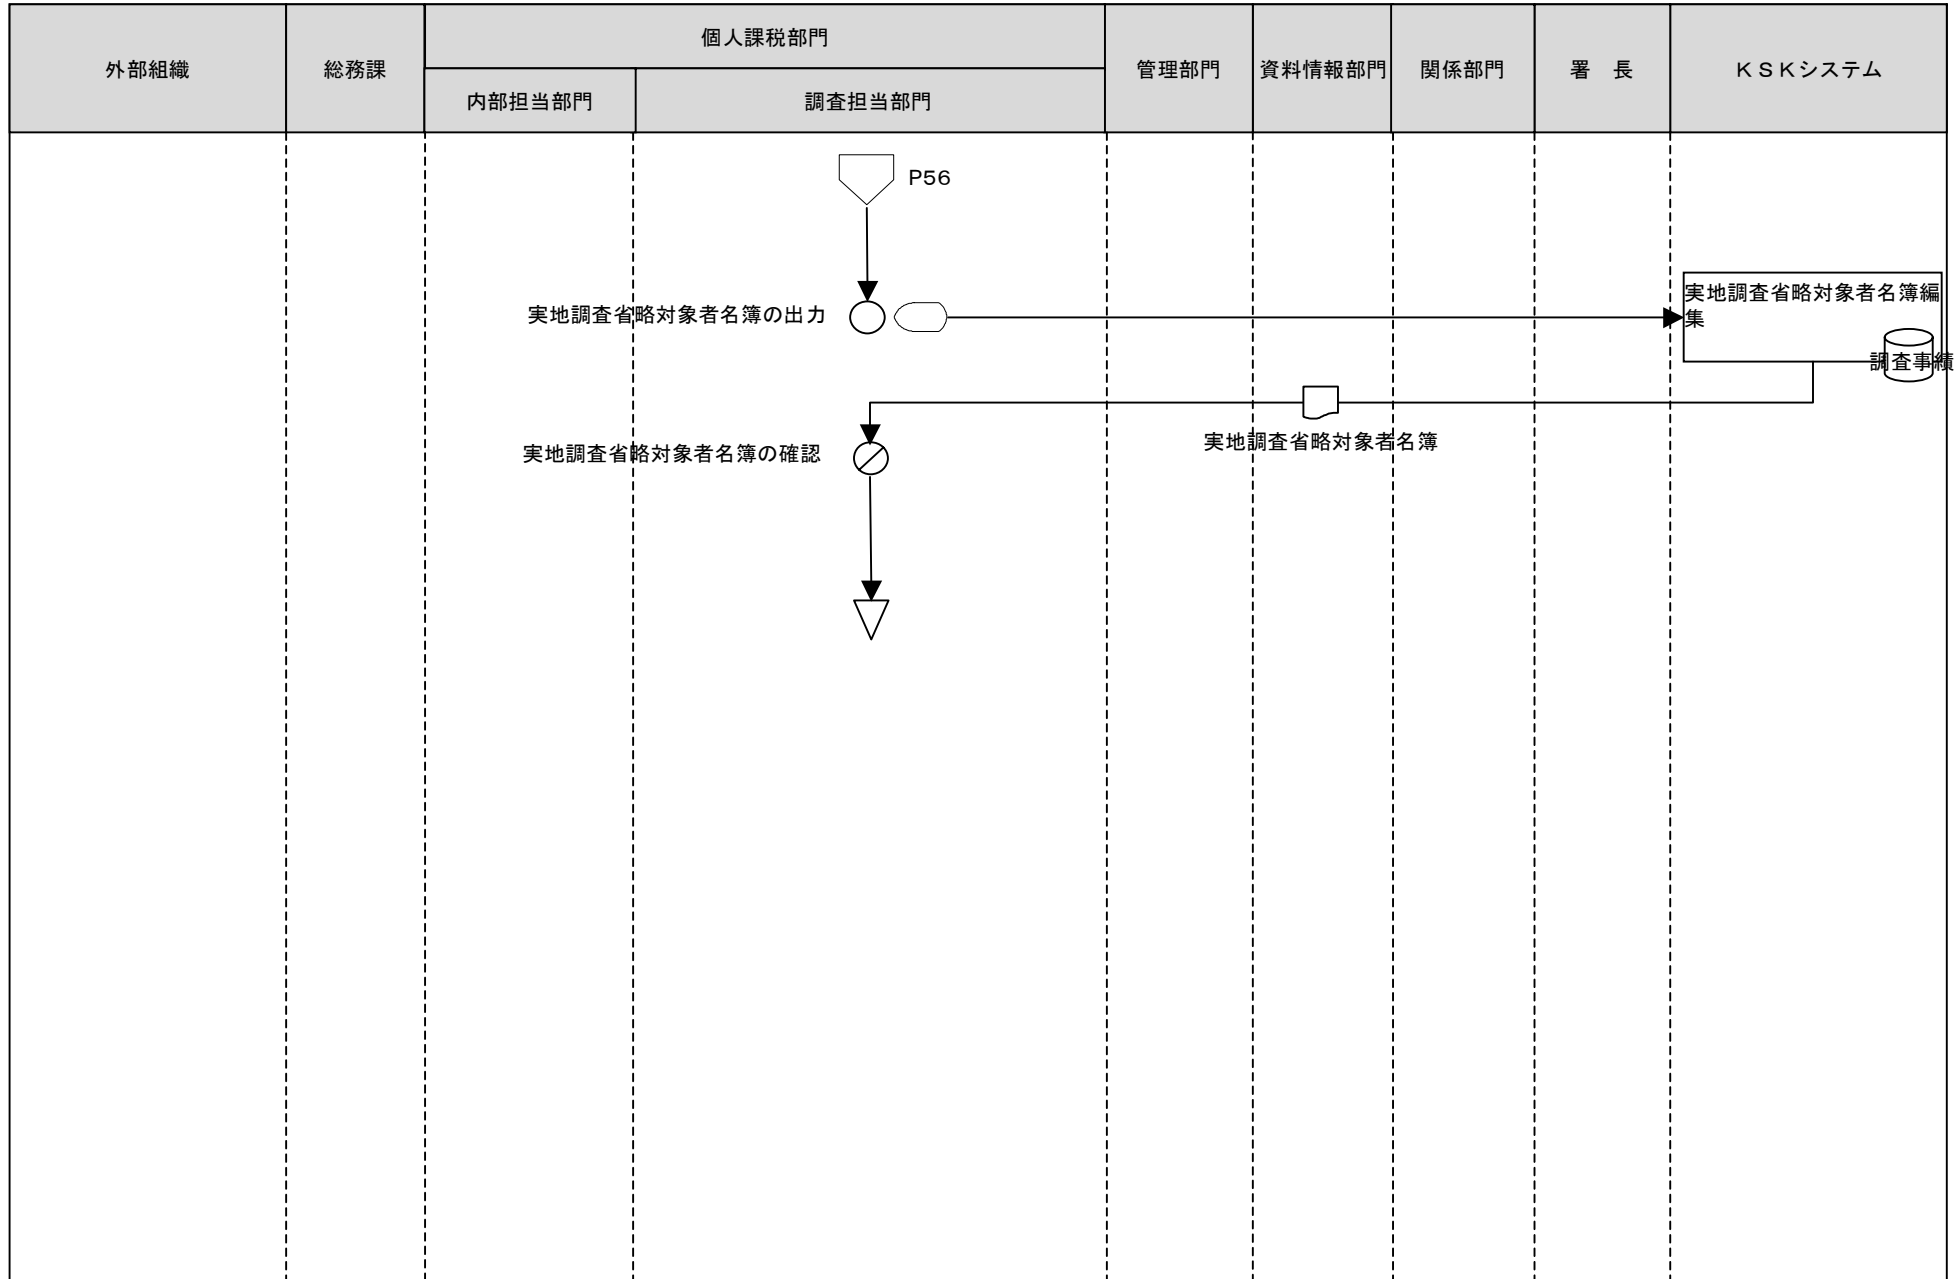 外部組織
総務課
個人課税部門
内部担当部門
調査担当部門
管理部門
資料情報部門
関係部門
署　長
ＫＳＫシステム
P56
実地調査省略対象者名簿の出力
実地調査省略対象者名簿編
集
調査事績
実地調査省略対象者名簿
実地調査省略対象者名簿の確認